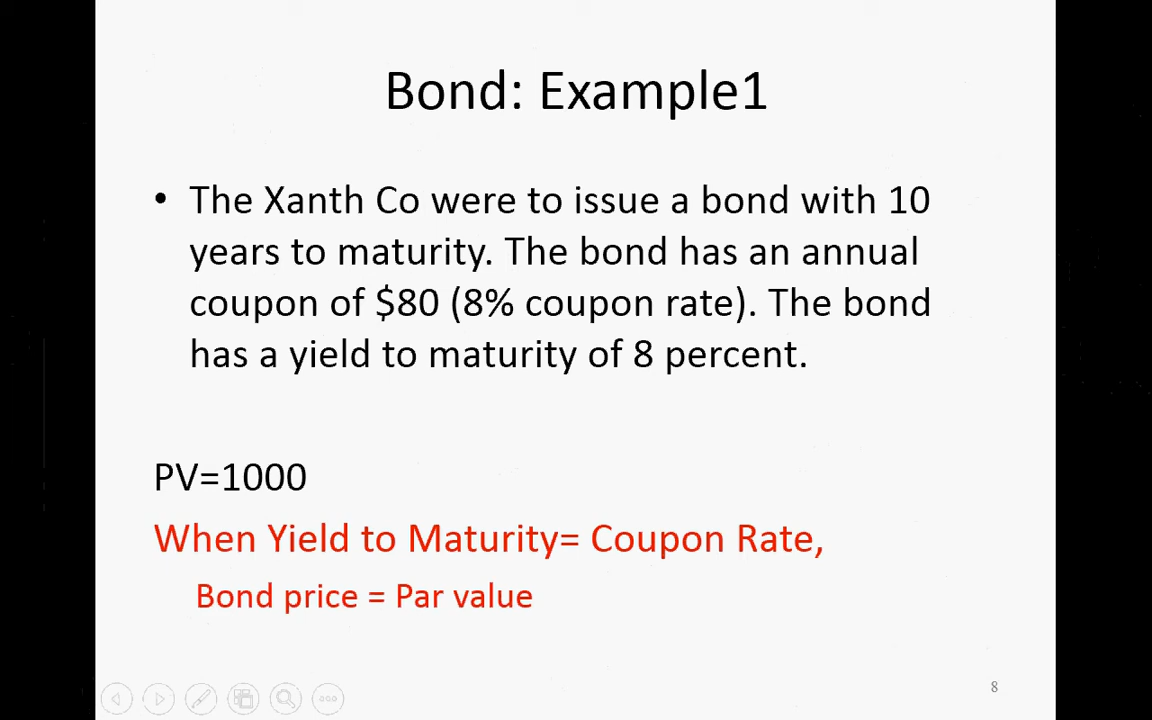 Bond: Example1
• The Xanth Co were to issue a bond with 10
years to maturity. The bond has an annual
coupon of $80 (8% coupon rate). The bond
has a yield to maturity of 8 percent.
PV=1000
When Yield to Maturity= Coupon Rate,
Bond price = Par value
8